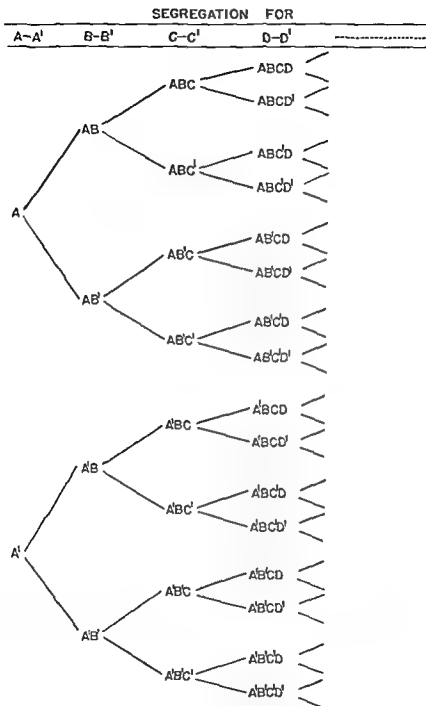 SEGREGATION FOR
A-A' B-B' C-C' D-D' --------------
ABCD
ABC
ABCD'
AB
ABC'D
ABC'
ABC'D'
A
AB'CD
AB'C
AB'CD'
AB'
AB'C'D
AB'C'
AB'C'D'
A'BCD
A'BC
A'BCD'
A'B
A'BC'D
A'BC'
A'BC'D'
A'
A'B'CD
A'B'C
A'B'CD'
A'B'
A'B'C'D
A'B'C'
A'B'C'D'